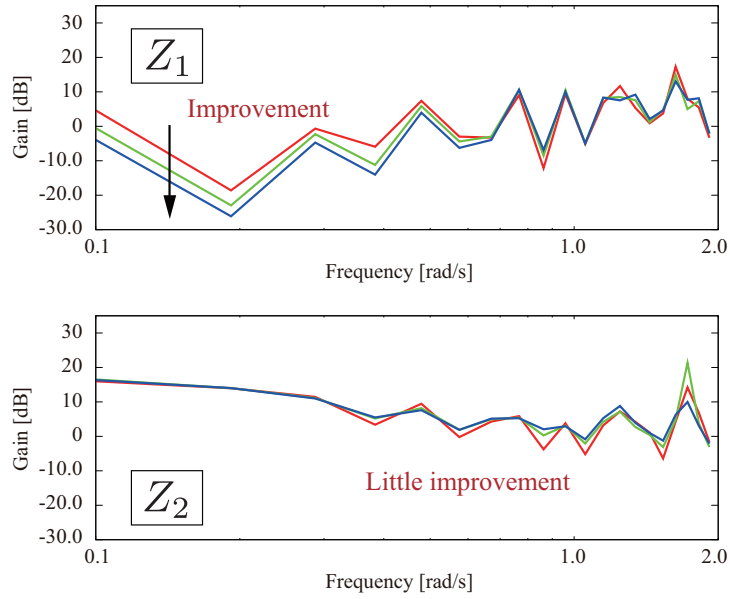 30
20
10
0
-10.0
-20.0
-30.0
Gain [dB]
Z1
Improvement
0.1
1.0
2.0
Frequency [rad/s]
30
20
10
0
-10.0
-20.0
-30.0
Gain [dB]
Little improvement
Z2
0.1
1.0
2.0
Frequency [rad/s]